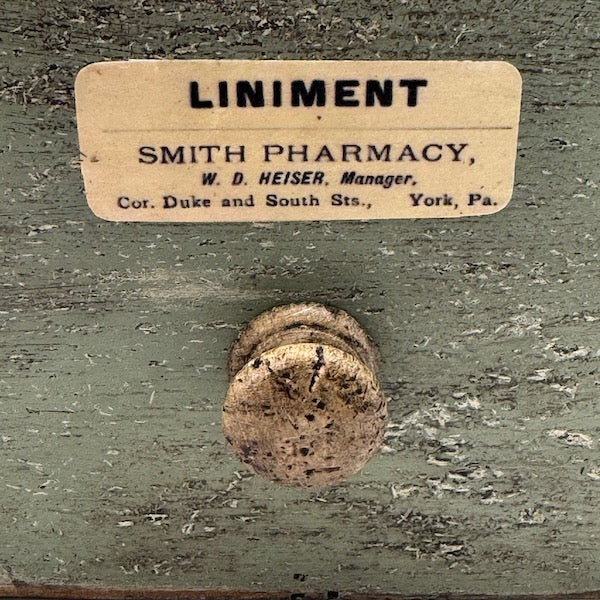 LINIMENT
SMITH PHARMACY,
W. D. HEISER, Manager,
Cor. Duke and South Sts., York, Pa.